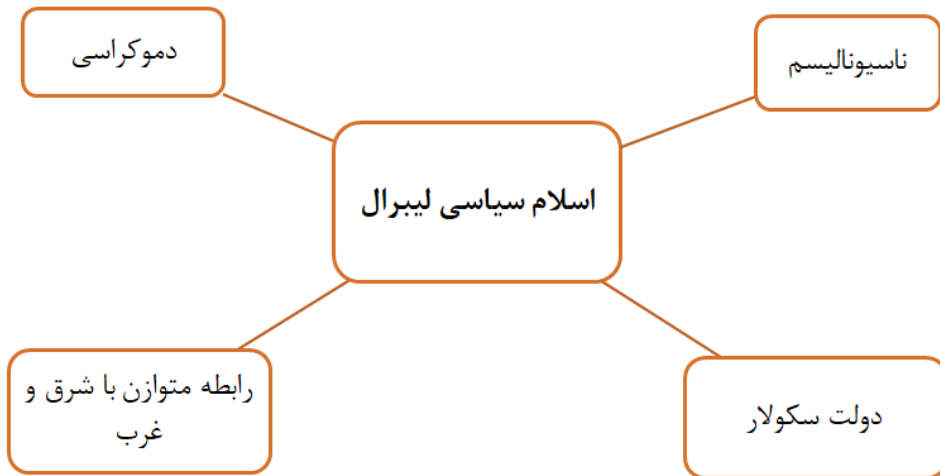 ناسیونالیسم
دموکراسی
اسلام سیاسی لیبرال
دولت سکولار
رابطه متوازن با شرق و
غرب